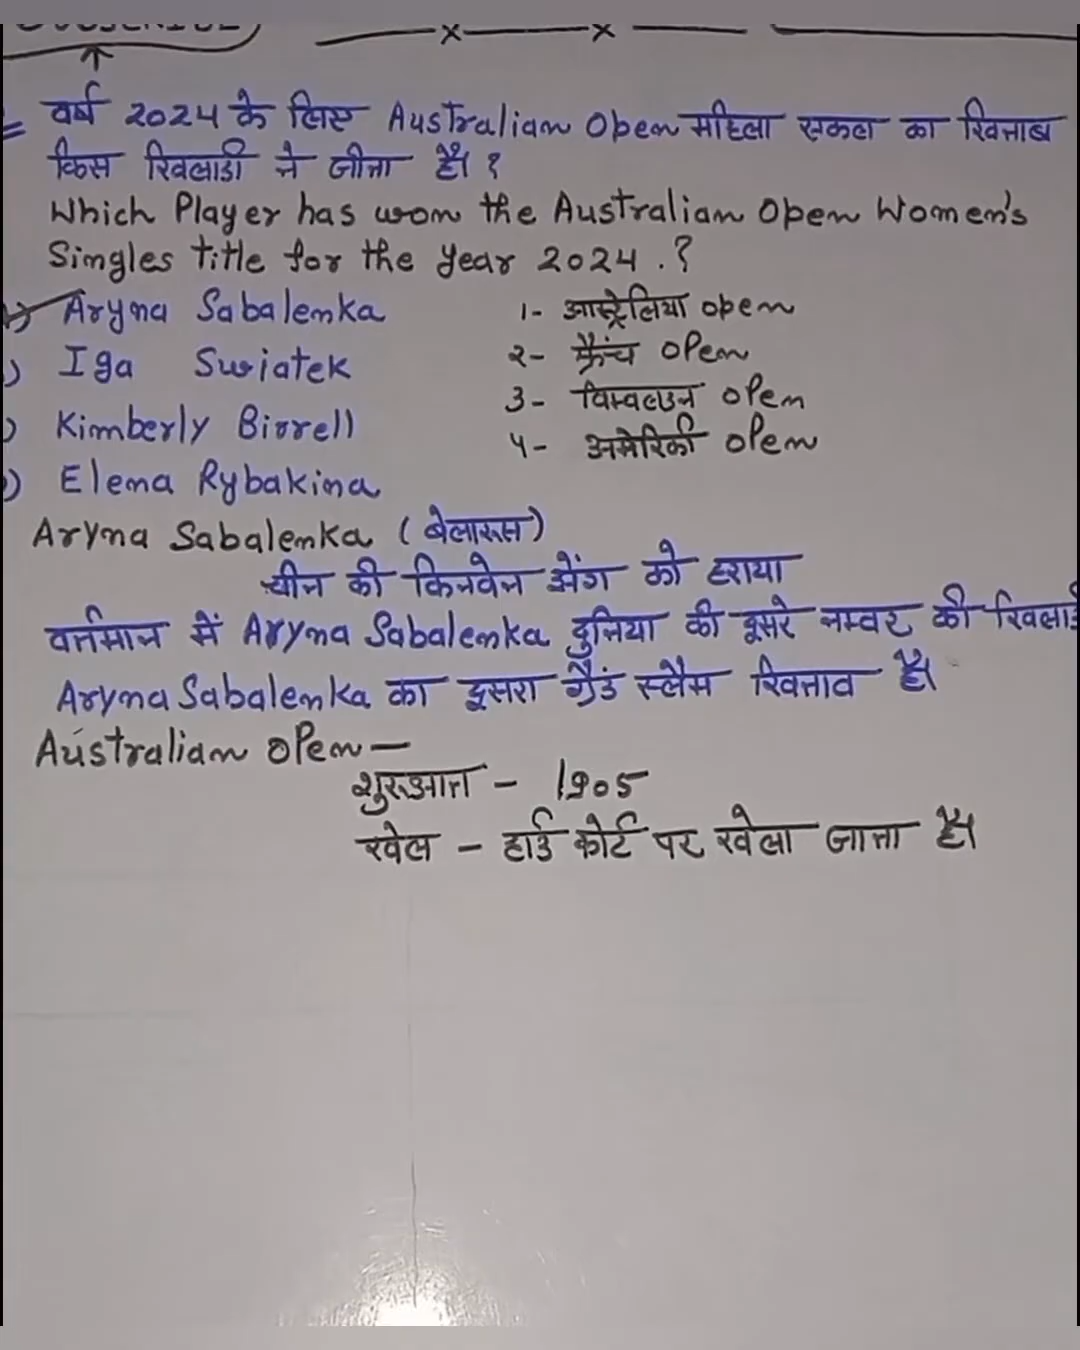 वर्ष 2024 के लिए Australian Open महिला एकल का खिताब
किस खिलाडी ने जीता है ?
Which Player has won the Australian Open Women's
Singles title for the year 2024 . ?
Aryna Sabalenka
Iga Swiatek
Kimberly Birrell
Elena Rybakina
1- आस्ट्रेलिया open
2- फ्रैंच open
3- विम्बलडन open
4- अमेरिकी open
Aryna Sabalenka (बेलारूस)
चीन की किनवेन झेंग को हराया
वर्तमान में Aryna Sabalenka दुनिया की दूसरे नम्बर की
Aryna Sabalenka का दूसरा ग्रैंड स्लैम खिताव है।
Australian open —
शुरुआत - 1905
खेल - हार्ड कोर्ट पर खेला जाता है।